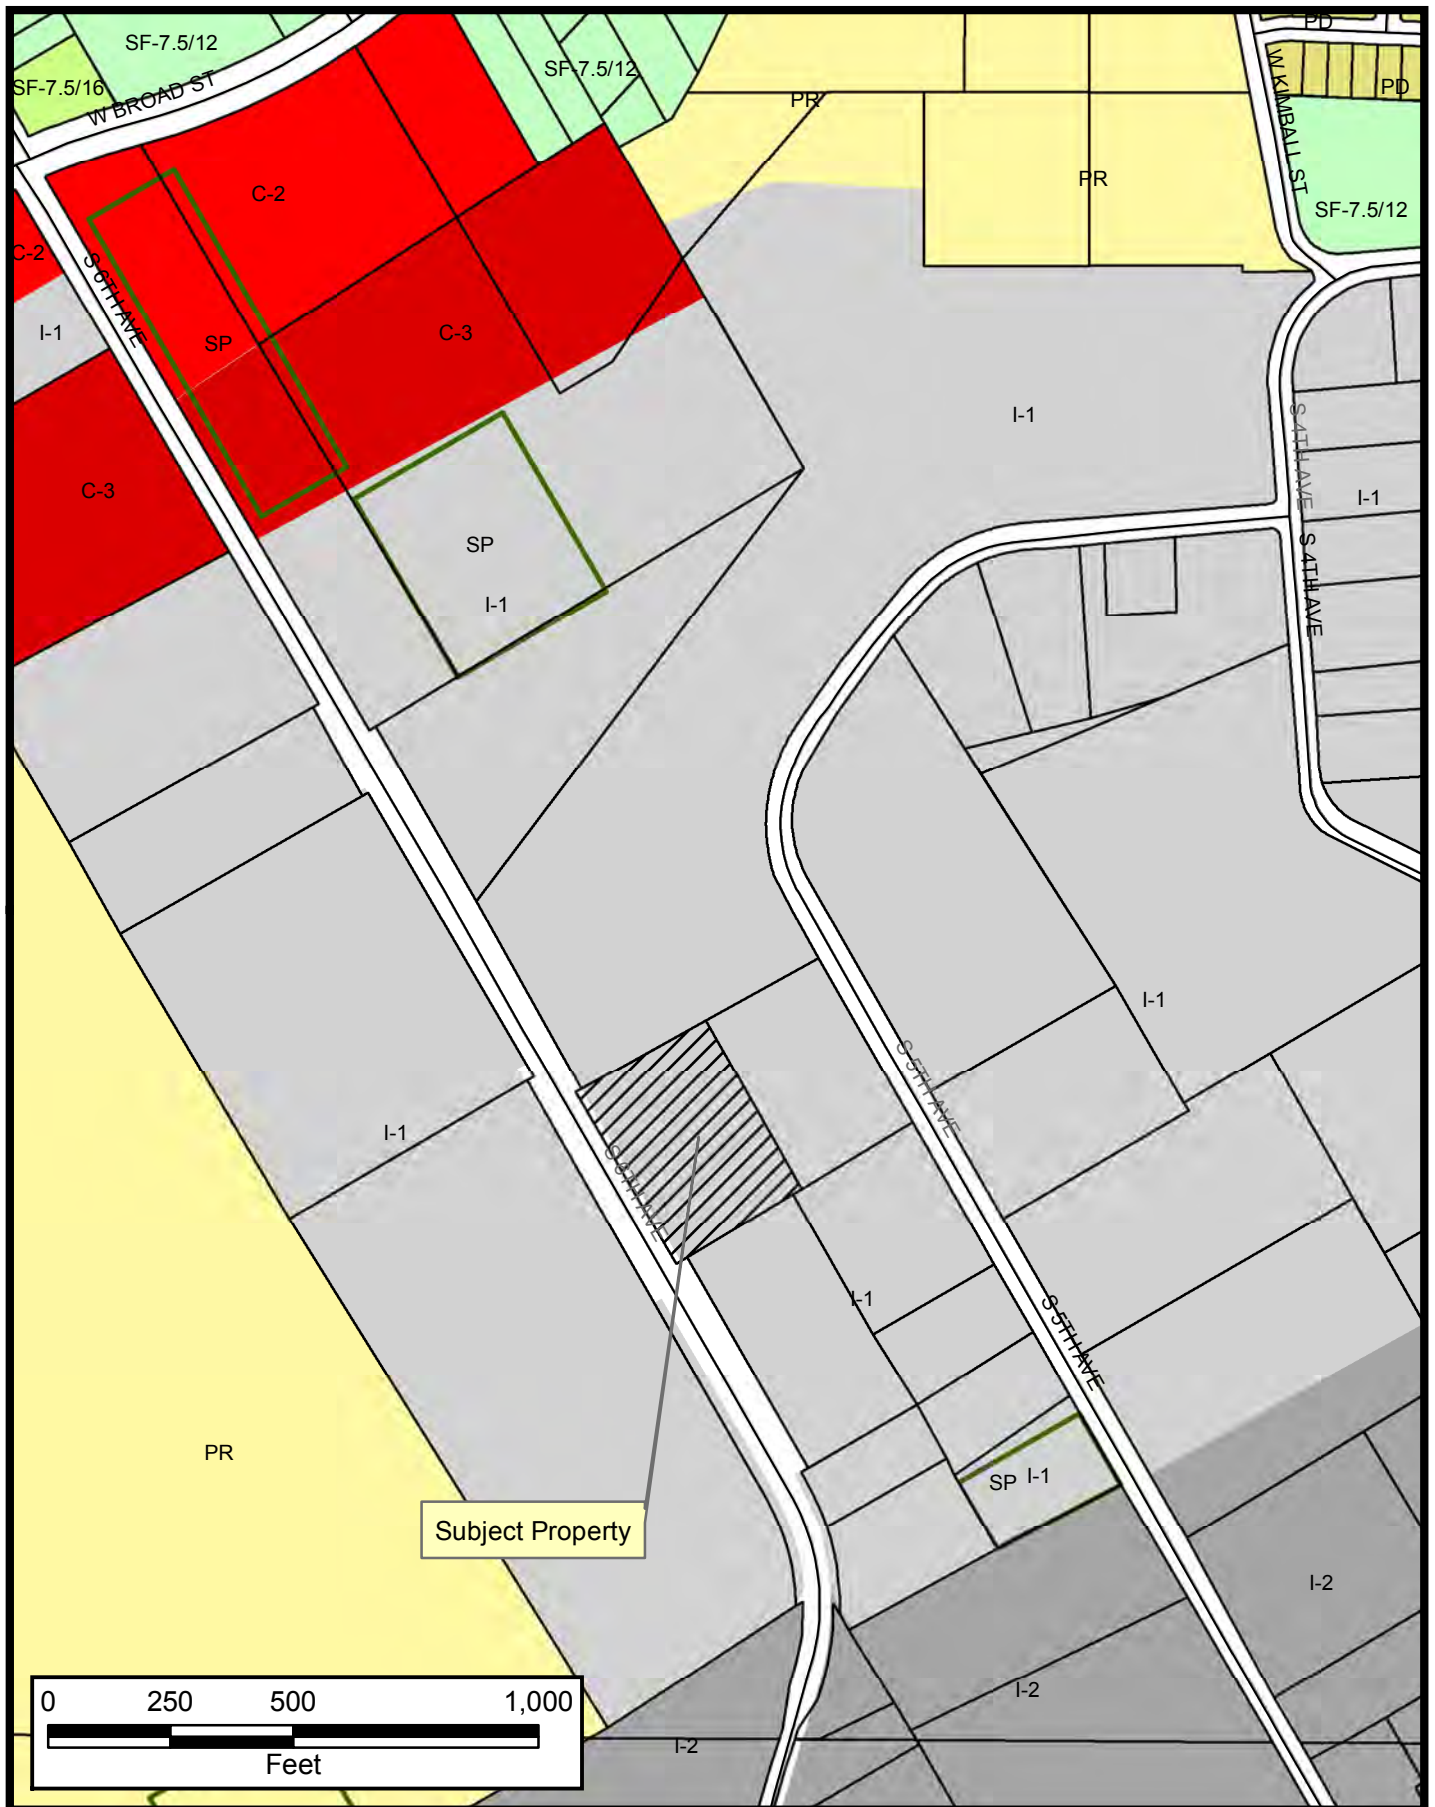 PD
SF-7.5/12
SF-7.5/12
SF-7.5/16
PD
W BROAD ST
PR
W KIMBALL ST
PR
C-2
SF-7.5/12
C-2
S 6TH AVE
I-1
SP
C-3
I-1
S 4TH AVE
C-3
I-1
SP
S 4TH AVE
I-1
I-1
S 5TH AVE
I-1
S 6TH AVE
I-1
S 5TH AVE
PR
SP
I-1
Subject Property
I-2
I-2
0 250 500 1,000
Feet
I-2